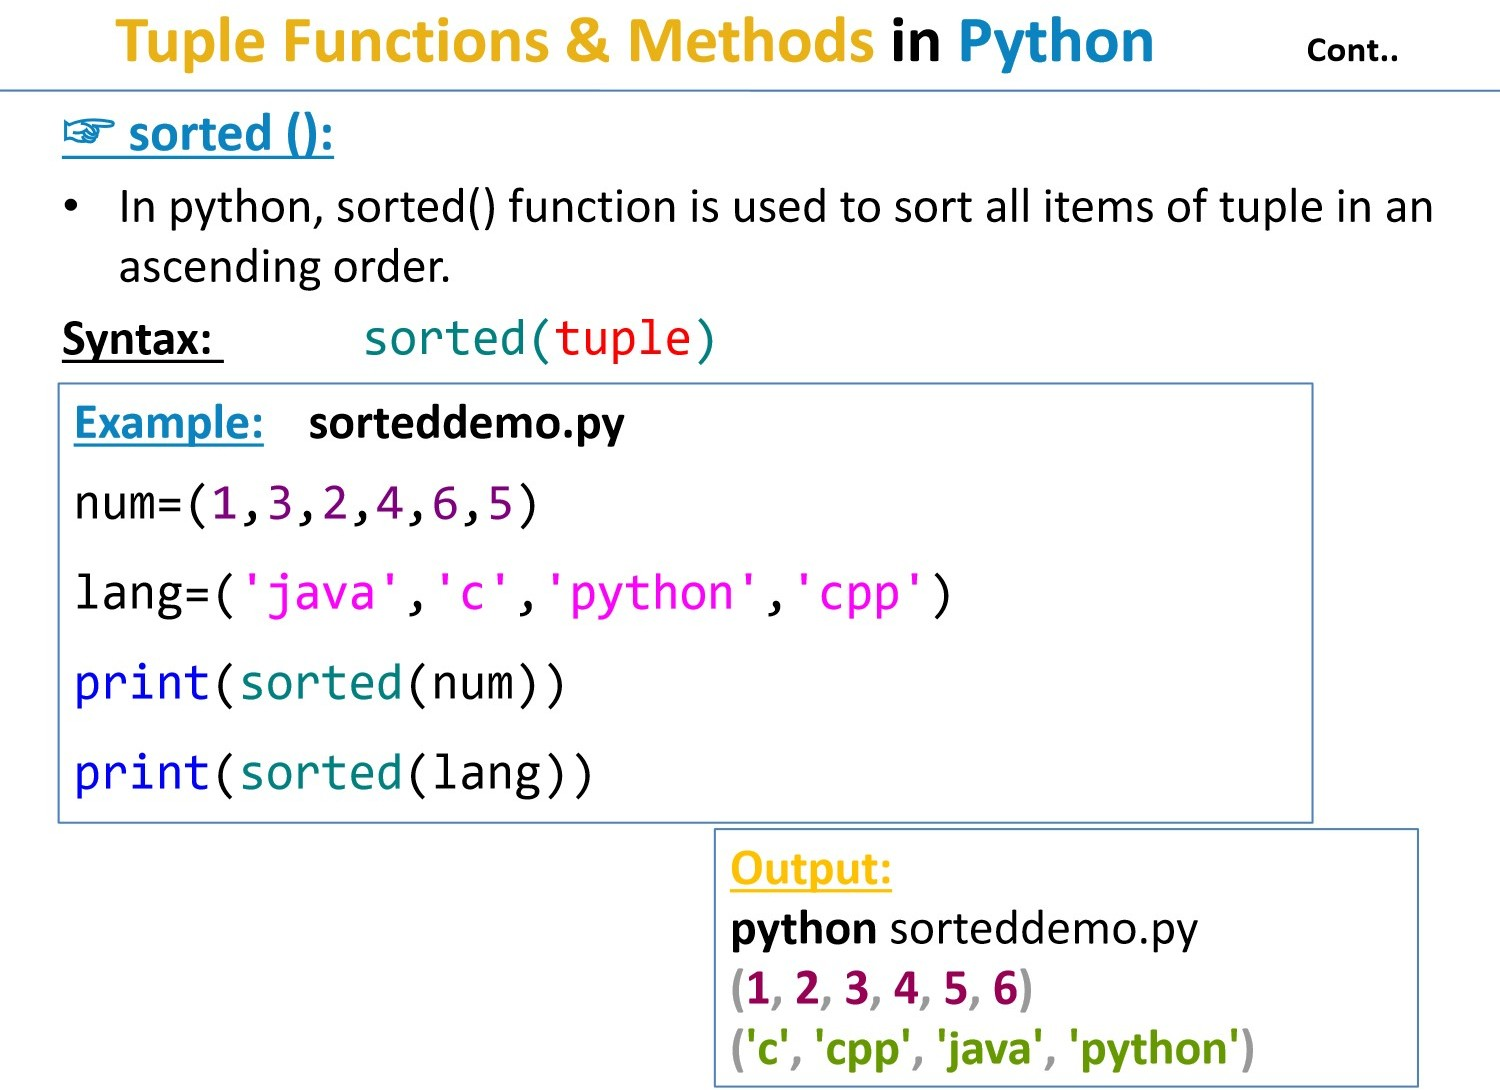 Tuple Functions & Methods in Python Cont..
☞ sorted ():
• In python, sorted() function is used to sort all items of tuple in an
ascending order.
Syntax: sorted(tuple)
Example: sorteddemo.py
num=(1,3,2,4,6,5)
lang=('java','c','python','cpp')
print(sorted(num))
print(sorted(lang))
Output:
python sorteddemo.py
(1, 2, 3, 4, 5, 6)
('c', 'cpp', 'java', 'python')